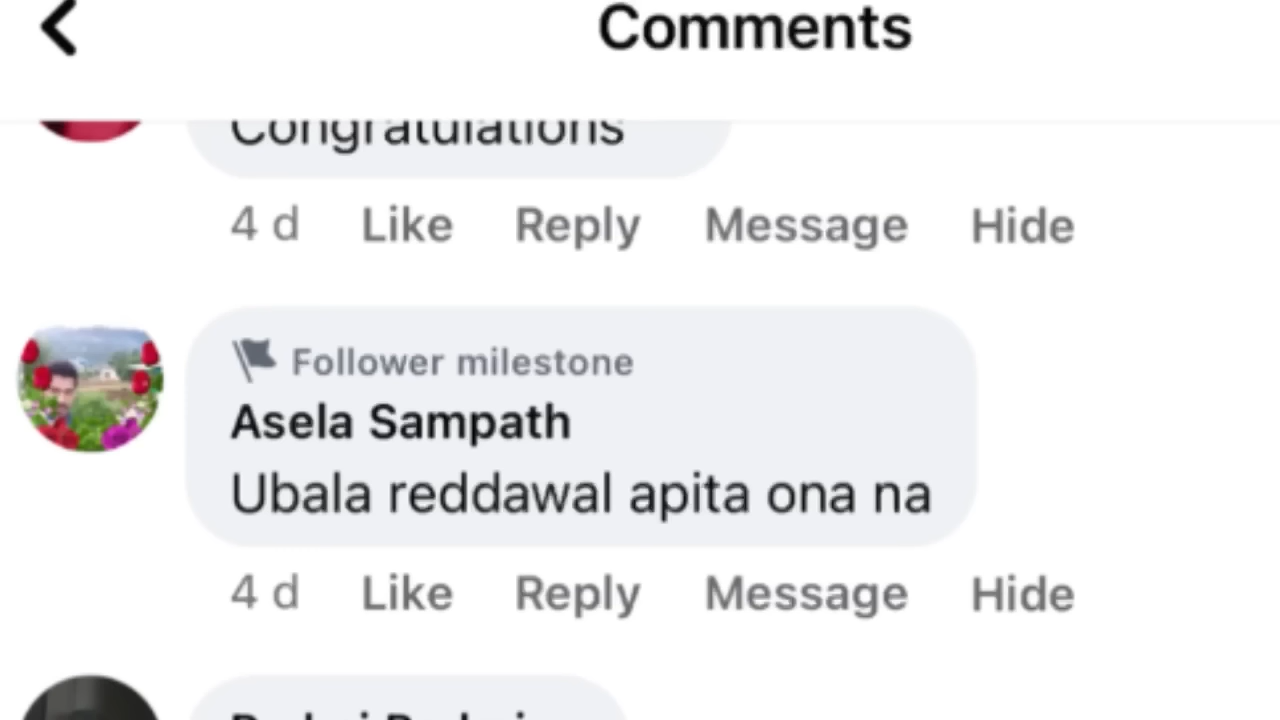 Comments
Congratulations
4 d Like Reply Message Hide
Follower milestone
Asela Sampath
Ubala reddawal apita ona na
4 d Like Reply Message Hide